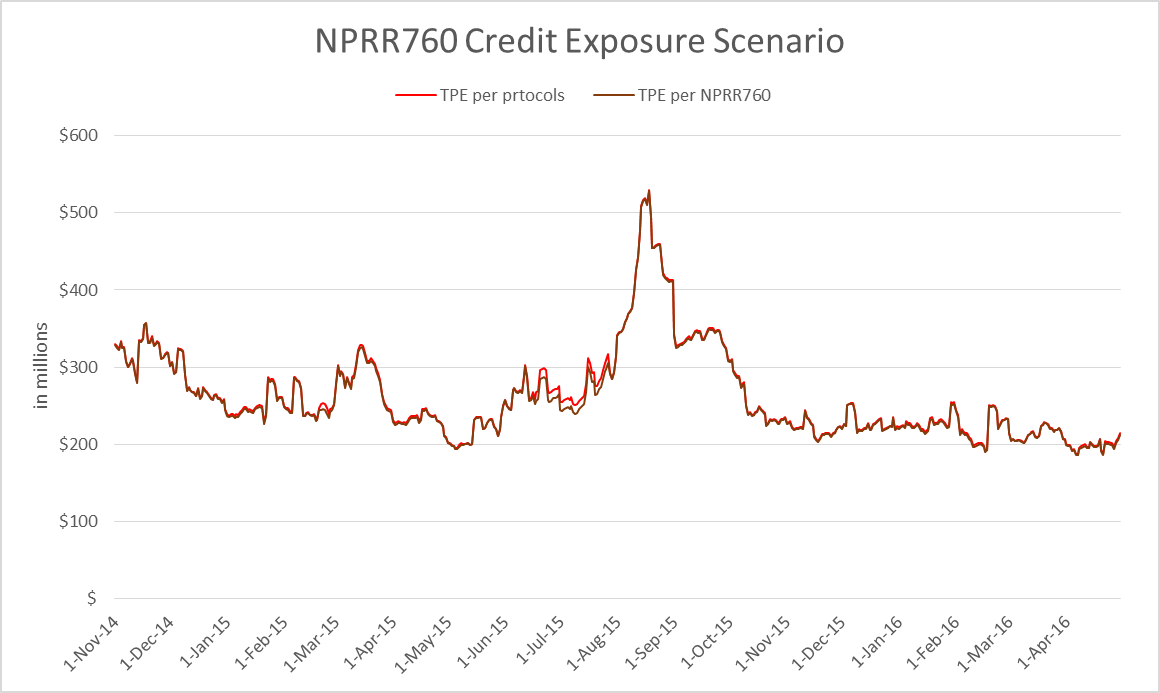 NPRR760 Credit Exposure Scenario
TPE per prtocols
TPE per NPRR760
$600
$500
$400
$300
$200
$100
$
in millions
1-Nov-14
1-Dec-14
1-Jan-15
1-Feb-15
1-Mar-15
1-Apr-15
1-May-15
1-Jun-15
1-Jul-15
1-Aug-15
1-Sep-15
1-Oct-15
1-Nov-15
1-Dec-15
1-Jan-16
1-Feb-16
1-Mar-16
1-Apr-16